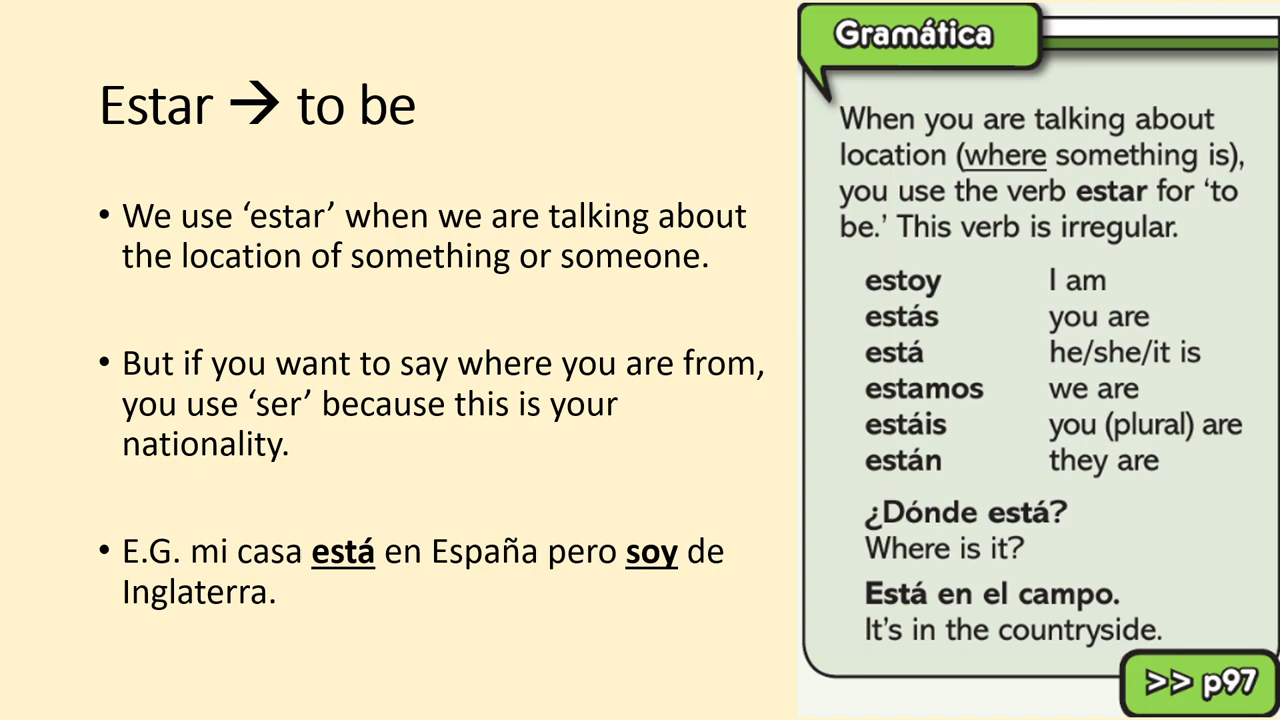 Estar → to be
• We use ‘estar’ when we are talking about
the location of something or someone.
• But if you want to say where you are from,
you use ‘ser’ because this is your
nationality.
• E.G. mi casa está en España pero soy de
Inglaterra.
Gramática
When you are talking about
location (where something is),
you use the verb estar for ‘to
be.’ This verb is irregular.
estoy I am
estás you are
está he/she/it is
estamos we are
estáis you (plural) are
están they are
¿Dónde está?
Where is it?
Está en el campo.
It’s in the countryside.
>> p97